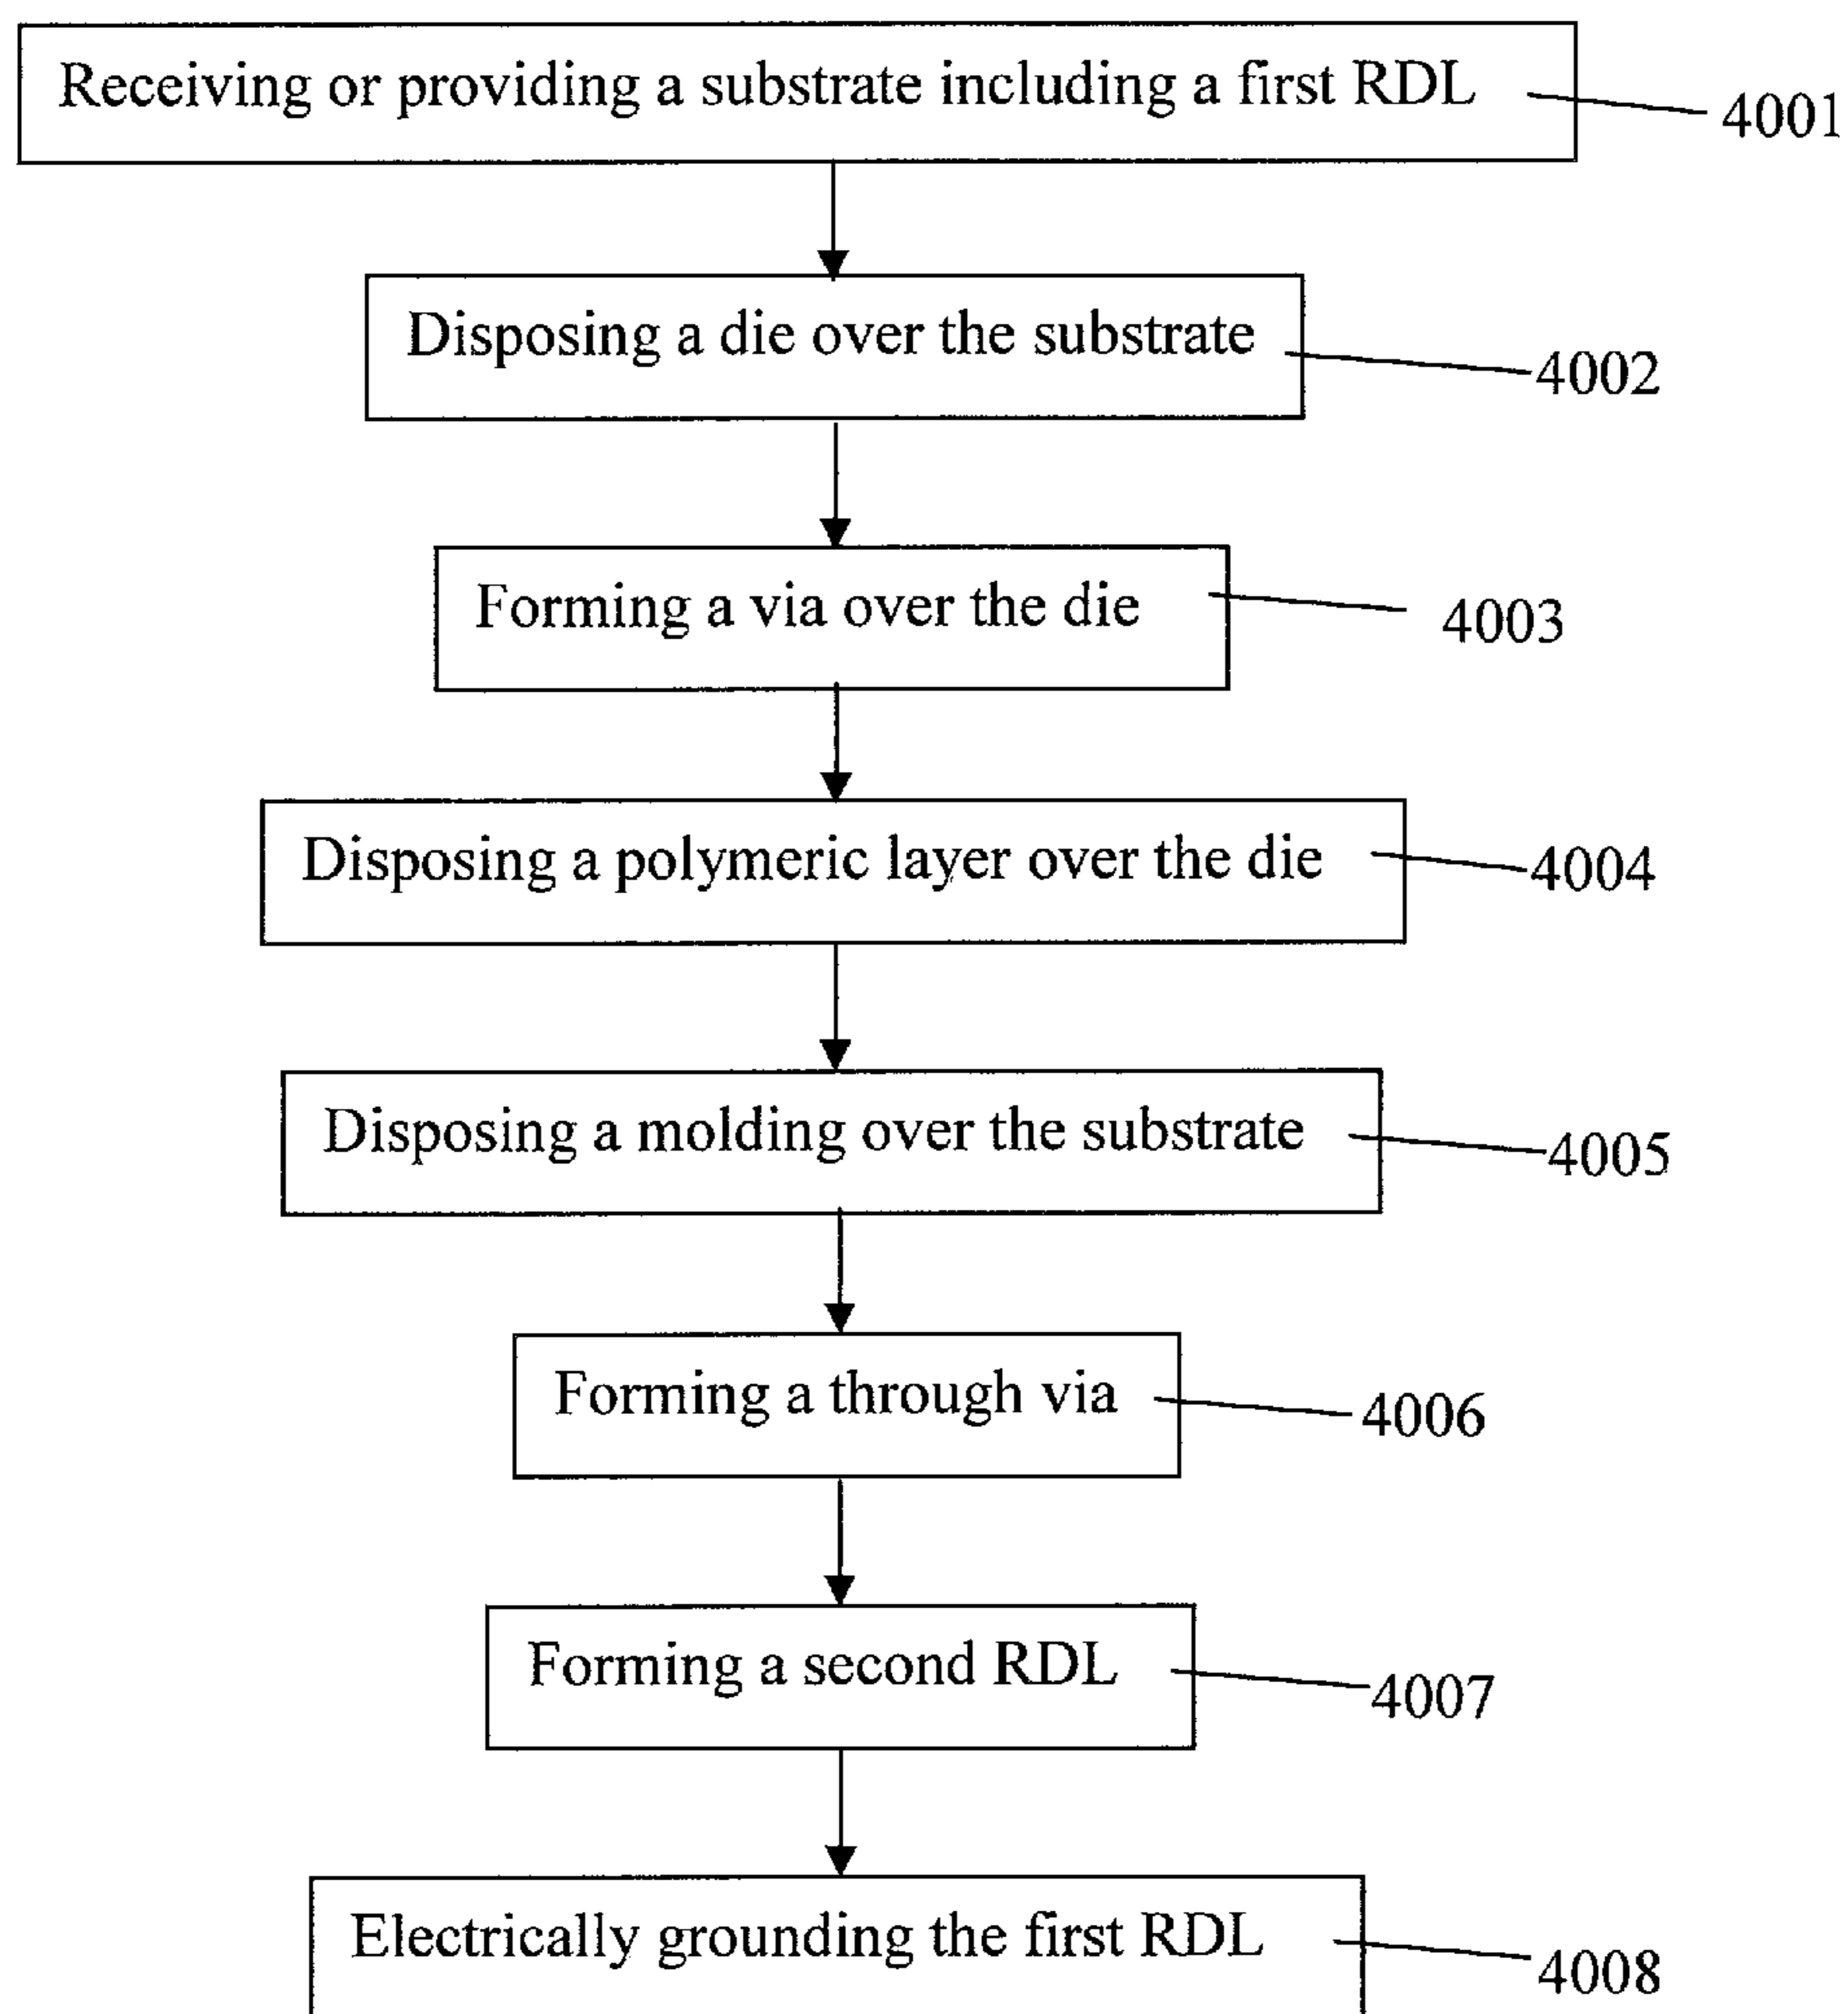 Receiving or providing a substrate including a first RDL
4001
Disposing a die over the substrate
4002
Forming a via over the die
4003
Disposing a polymeric layer over the die
4004
Disposing a molding over the substrate
4005
Forming a through via
4006
Forming a second RDL
4007
Electrically grounding the first RDL
4008